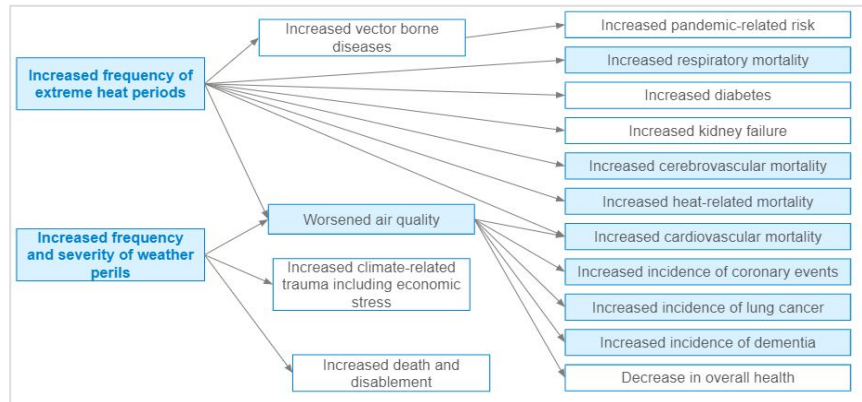 Increased frequency of
extreme heat periods
Increased frequency
and severity of weather
perils
Increased vector borne
diseases
Worsened air quality
Increased climate-related
trauma including economic
stress
Increased death and
disablement
Increased pandemic-related risk
Increased respiratory mortality
Increased diabetes
Increased kidney failure
Increased cerebrovascular mortality
Increased heat-related mortality
Increased cardiovascular mortality
Increased incidence of coronary events
Increased incidence of lung cancer
Increased incidence of dementia
Decrease in overall health